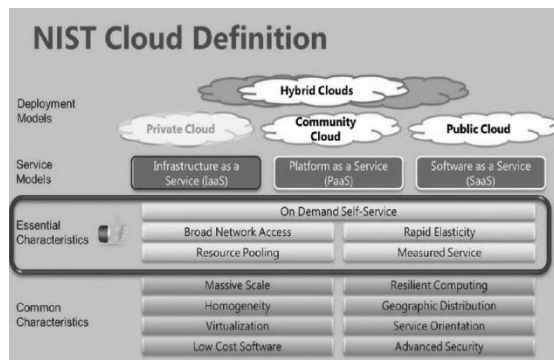 NIST Cloud Definition
Hybrid Clouds
Deployment
Models
Private Cloud
Community
Cloud
Public Cloud
Service
Models
Infrastructure as a
Service (IaaS)
Platform as a Service
(PaaS)
Software as a Service
(SaaS)
Essential
Characteristics
On Demand Self-Service
Broad Network Access
Rapid Elasticity
Resource Pooling
Measured Service
Common
Characteristics
Massive Scale
Resilient Computing
Homogeneity
Geographic Distribution
Virtualization
Service Orientation
Low Cost Software
Advanced Security